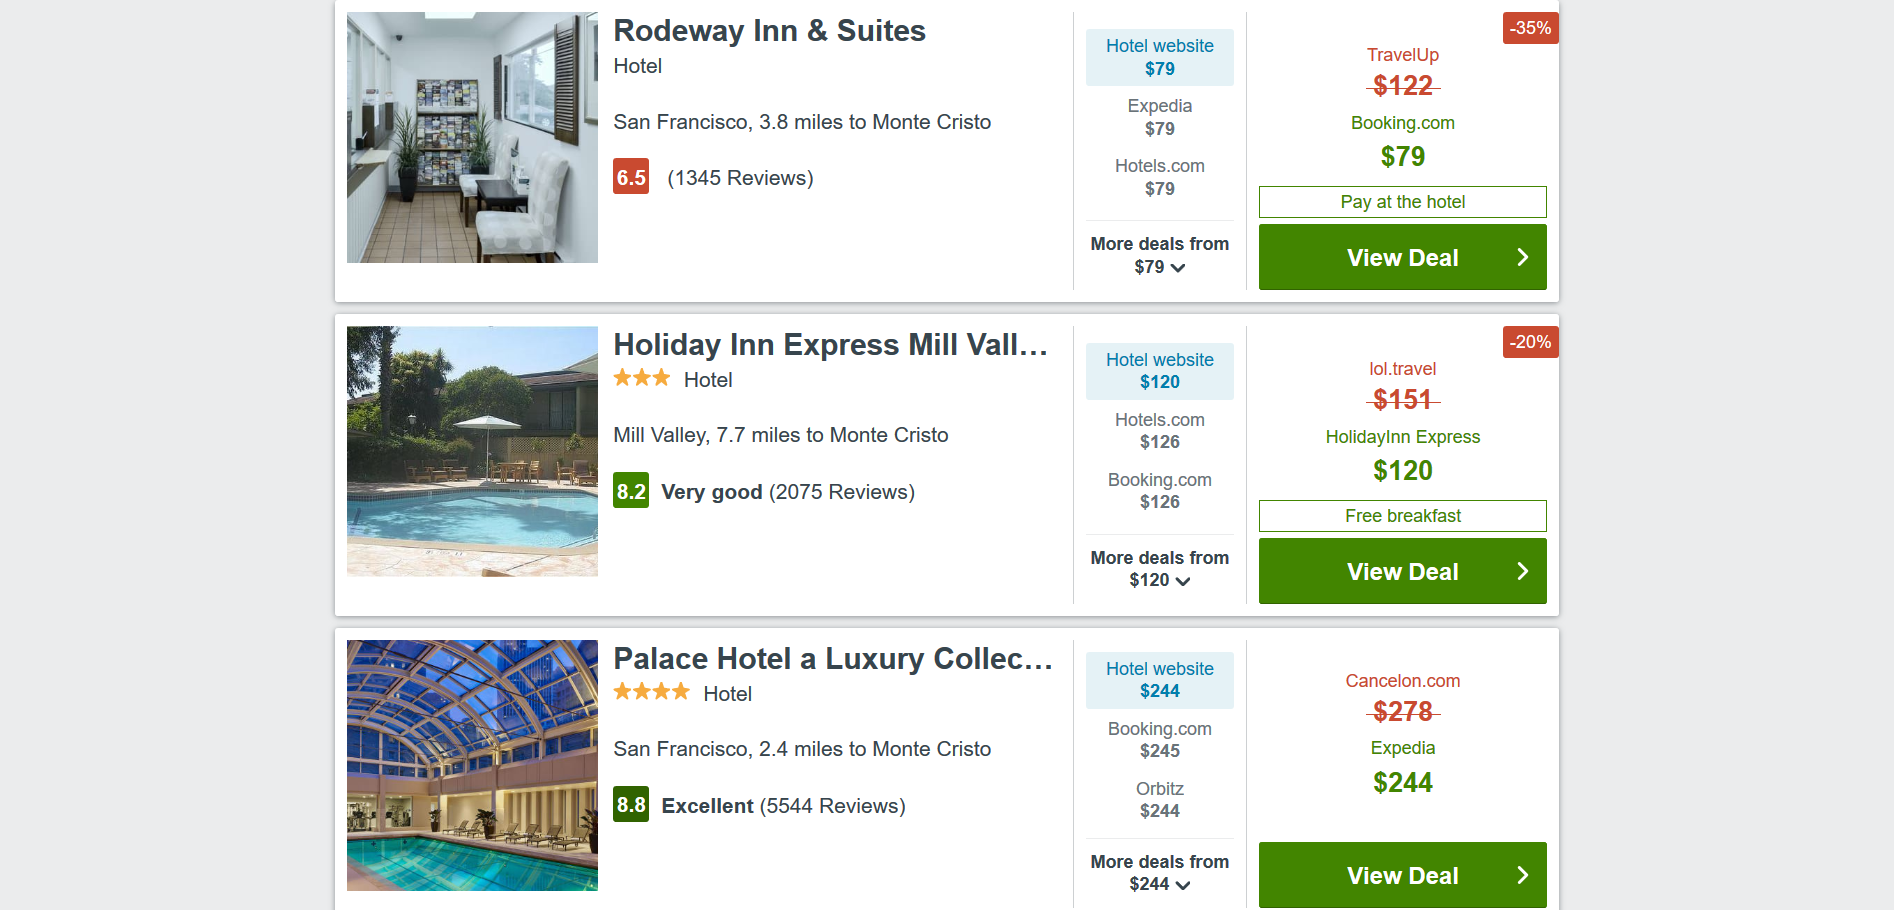 Rodeway Inn & Suites
Hotel
San Francisco, 3.8 miles to Monte Cristo
6.5 (1345 Reviews)
Hotel website
$79
Expedia
$79
Hotels.com
$79
More deals from
$79
-35%
TravelUp
$122
Booking.com
$79
Pay at the hotel
View Deal
Holiday Inn Express Mill Vall...
Hotel
Mill Valley, 7.7 miles to Monte Cristo
8.2 Very good (2075 Reviews)
Hotel website
$120
Hotels.com
$126
Booking.com
$126
More deals from
$120
-20%
lol.travel
$151
HolidayInn Express
$120
Free breakfast
View Deal
Palace Hotel a Luxury Collec...
Hotel
San Francisco, 2.4 miles to Monte Cristo
8.8 Excellent (5544 Reviews)
Hotel website
$244
Booking.com
$245
Orbitz
$244
More deals from
$244
Cancelon.com
$278
Expedia
$244
View Deal